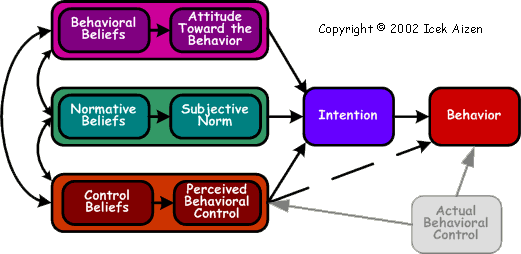 Behavioral
Beliefs
Attitude
Toward the
Behavior
Copyright © 2002 Icek Aizen
Normative
Beliefs
Subjective
Norm
Intention
Behavior
Control
Beliefs
Perceived
Behavioral
Control
Actual
Behavioral
Control